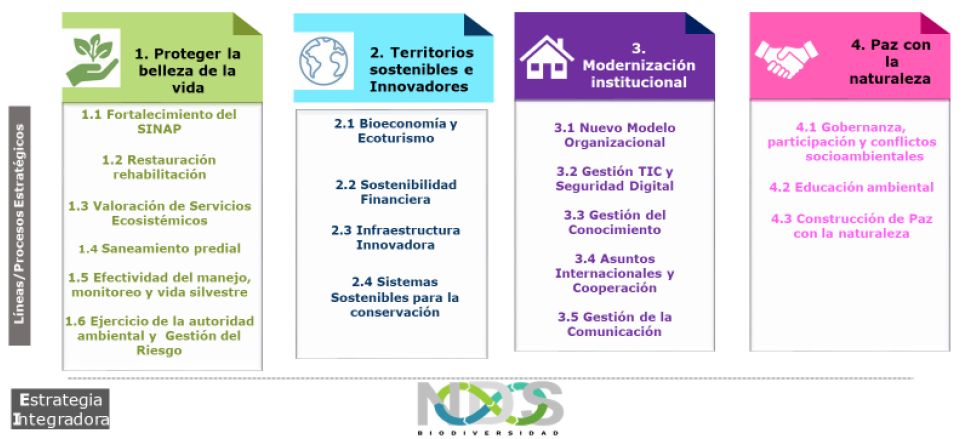 1. Proteger la
belleza de la
vida
2. Territorios
sostenibles e
Innovadores
3.
Modernización
institucional
4. Paz con
la
naturaleza
Líneas/Procesos Estratégicos
1.1 Fortalecimiento del
SINAP
1.2 Restauración
rehabilitación
1.3 Valoración de Servicios
Ecosistémicos
1.4 Saneamiento predial
1.5 Efectividad del manejo,
monitoreo y vida silvestre
1.6 Ejercicio de la autoridad
ambiental y Gestión del
Riesgo
2.1 Bioeconomía y
Ecoturismo
2.2 Sostenibilidad
Financiera
2.3 Infraestructura
Innovadora
2.4 Sistemas
Sostenibles para la
conservación
3.1 Nuevo Modelo
Organizacional
3.2 Gestión TIC y
Seguridad Digital
3.3 Gestión del
Conocimiento
3.4 Asuntos
Internacionales y
Cooperación
3.5 Gestión de la
Comunicación
4.1 Gobernanza,
participación y conflictos
socioambientales
4.2 Educación ambiental
4.3 Construcción de Paz
con la naturaleza
Estrategia
Integradora
NDS
BIODIVERSIDAD